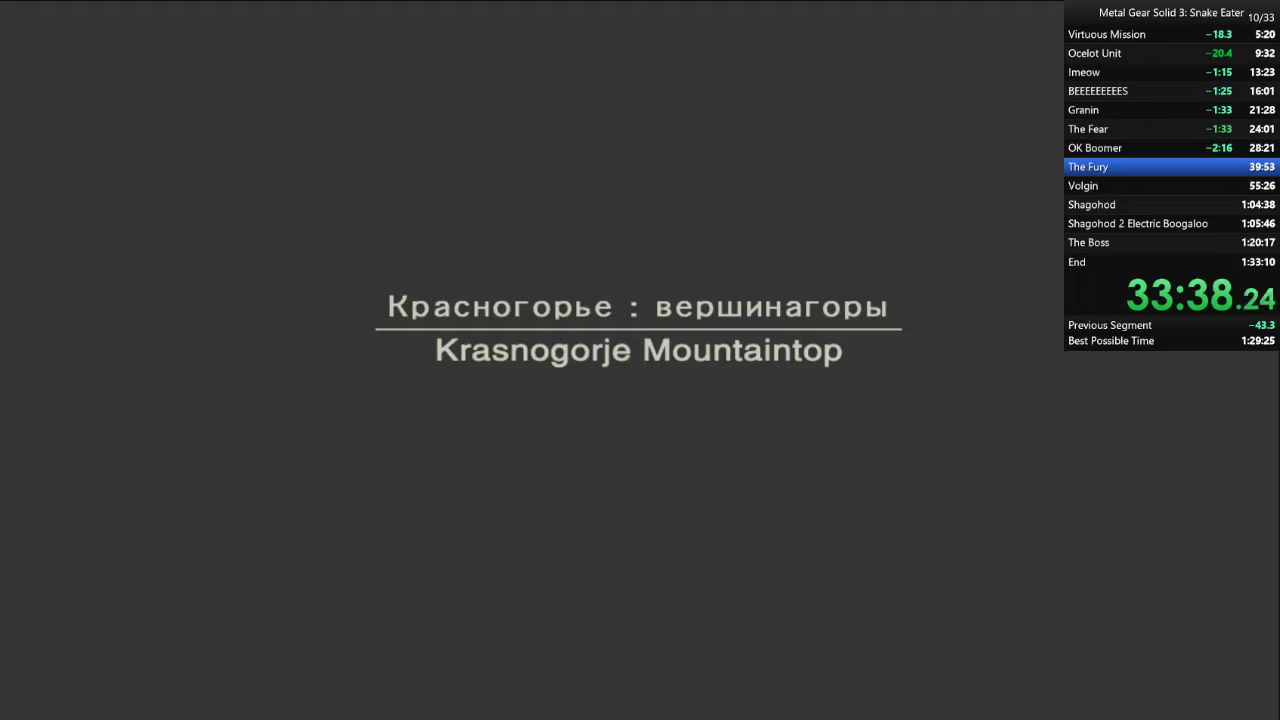 Metal Gear Solid 3: Snake Eater 10/33
Virtuous Mission −18.3 5:20
Ocelot Unit −20.4 9:32
!meow −1:15 13:23
BEEEEEEEEES −1:25 16:01
Granin −1:33 21:28
The Fear −1:33 24:01
OK Boomer −2:16 28:21
The Fury 39:53
Volgin 55:26
Shagohod 1:04:38
Shagohod 2 Electric Boogaloo 1:05:46
The Boss 1:20:17
End 1:33:10
33:38.24
Previous Segment −43.3
Best Possible Time 1:29:25
Красногорье : вершинагоры
Krasnogorje Mountaintop